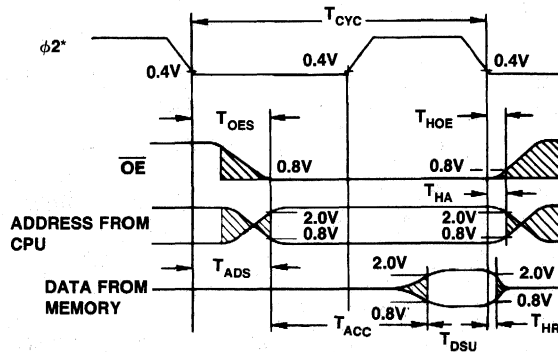 T_CYC
φ2*
0.4V
0.4V
0.4V
T_OES
T_HOE
OE
0.8V
0.8V
T_HA
ADDRESS FROM
CPU
2.0V
0.8V
2.0V
0.8V
T_ADS
DATA FROM
MEMORY
2.0V
2.0V
0.8V
0.8V
T_ACC
T_DSU
T_HR